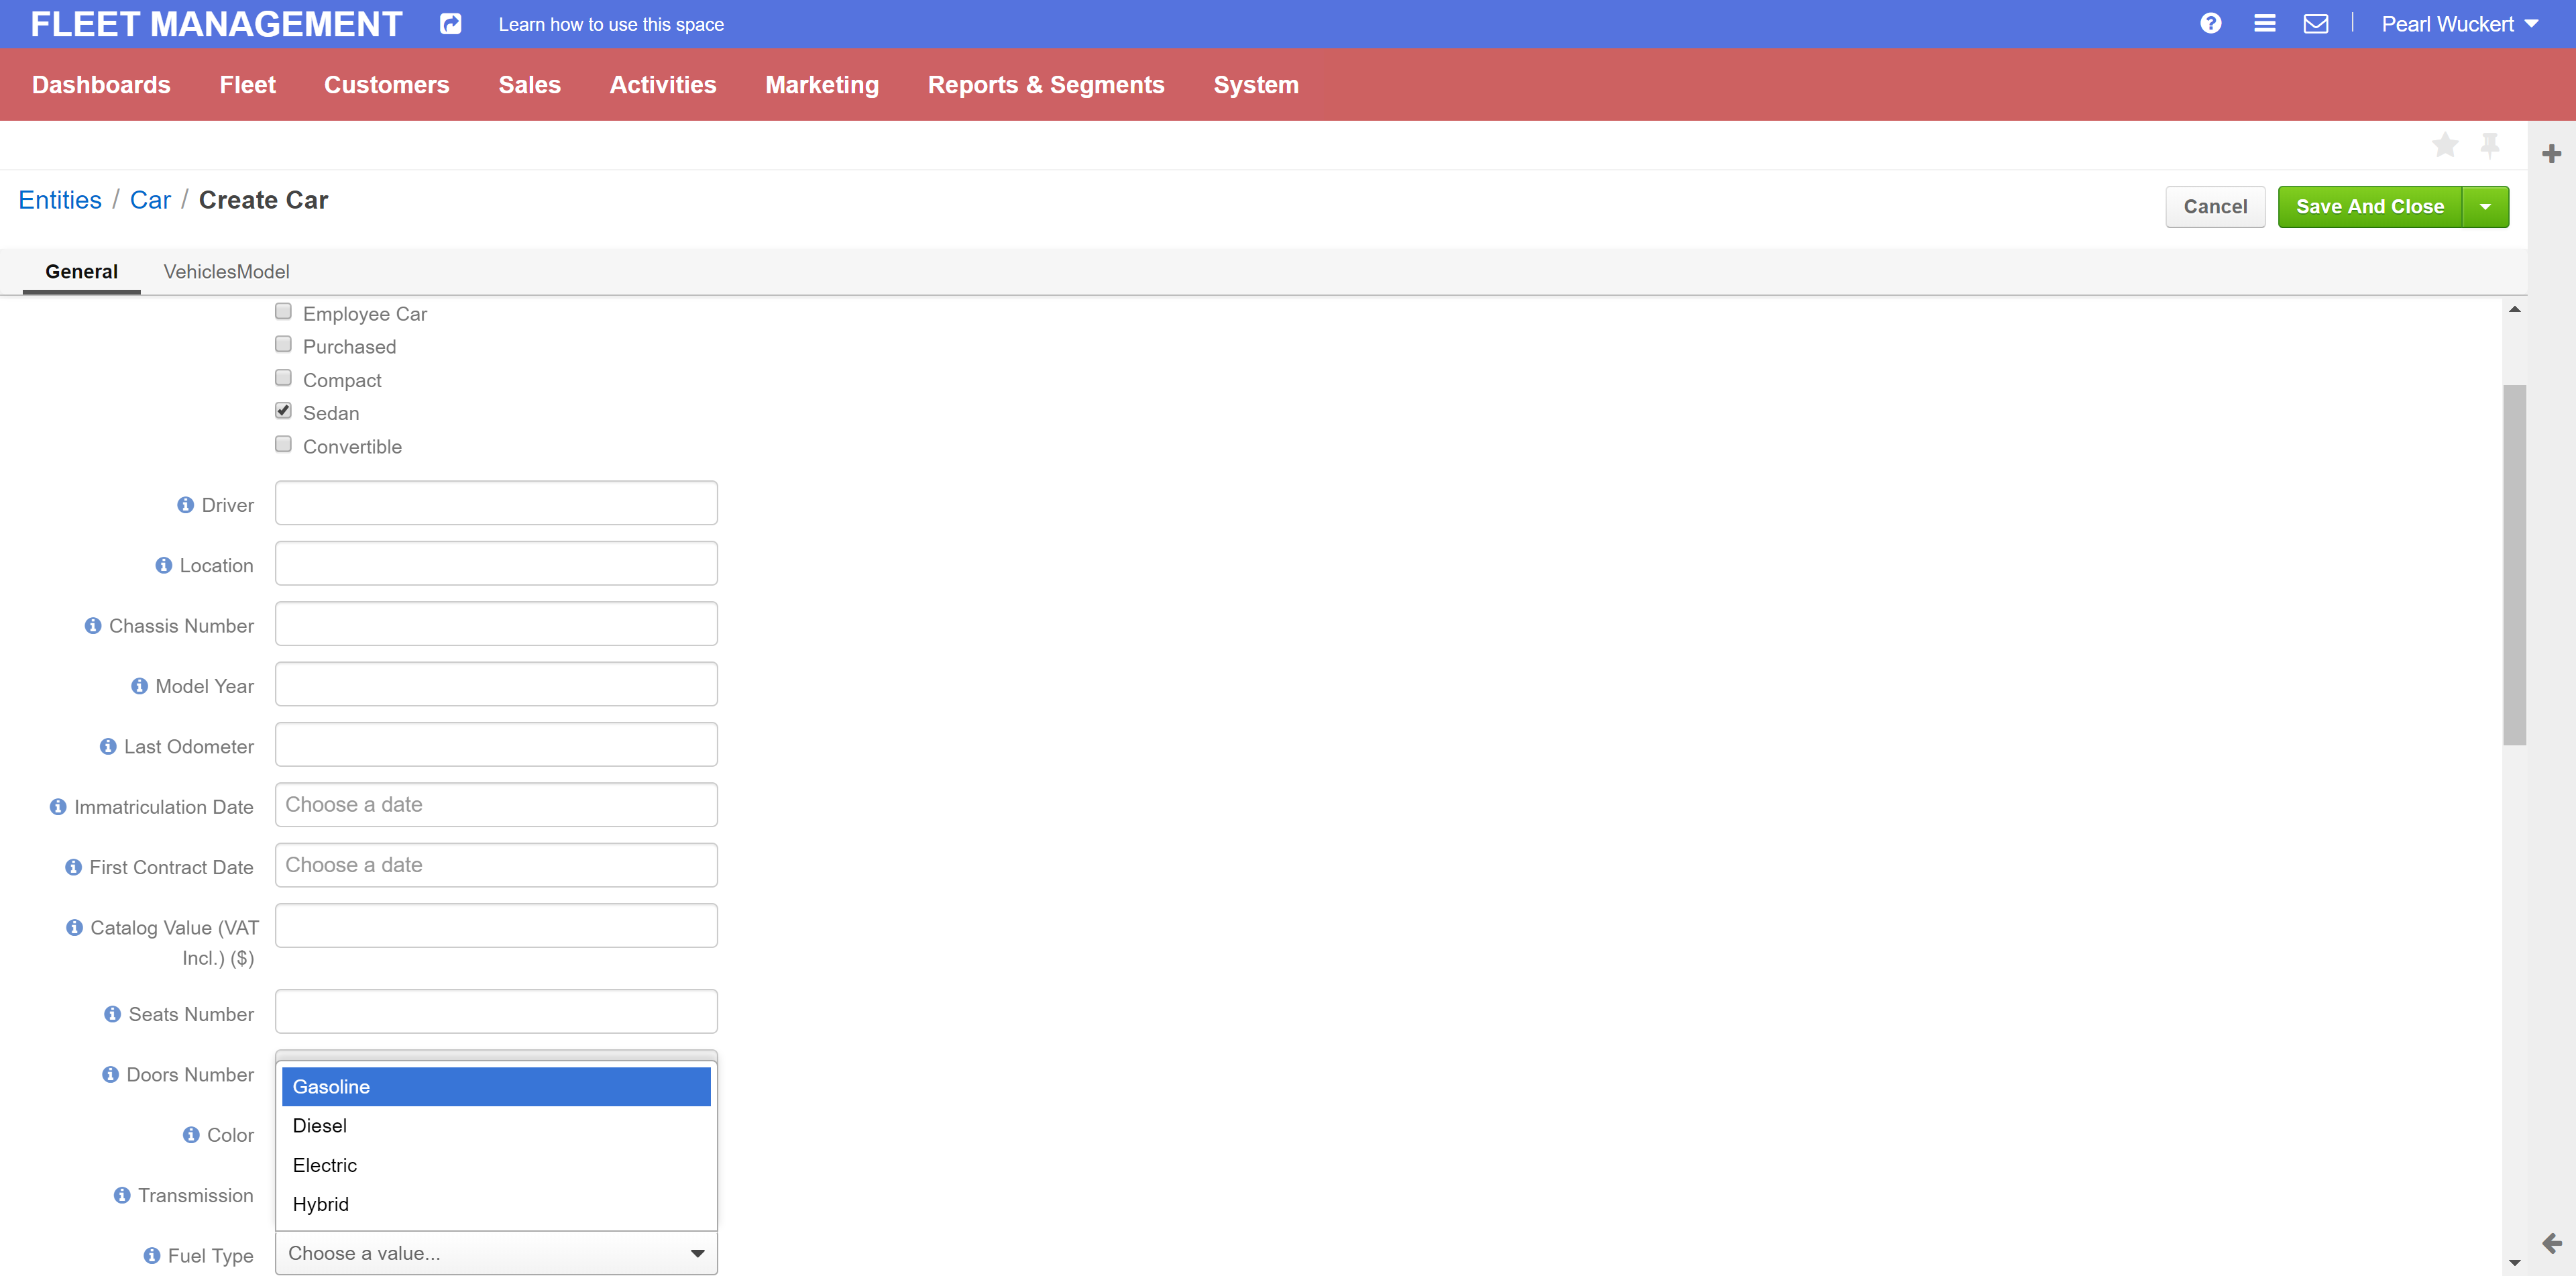 FLEET MANAGEMENT Learn how to use this space Pearl Wuckert
Dashboards Fleet Customers Sales Activities Marketing Reports & Segments System
Entities / Car / Create Car
Cancel Save And Close
General VehiclesModel
Employee Car
Purchased
Compact
Sedan
Convertible
Driver
Location
Chassis Number
Model Year
Last Odometer
Immatriculation Date Choose a date
First Contract Date Choose a date
Catalog Value (VAT
Incl.) ($)
Seats Number
Doors Number
Gasoline
Diesel
Color
Electric
Transmission
Hybrid
Fuel Type Choose a value...